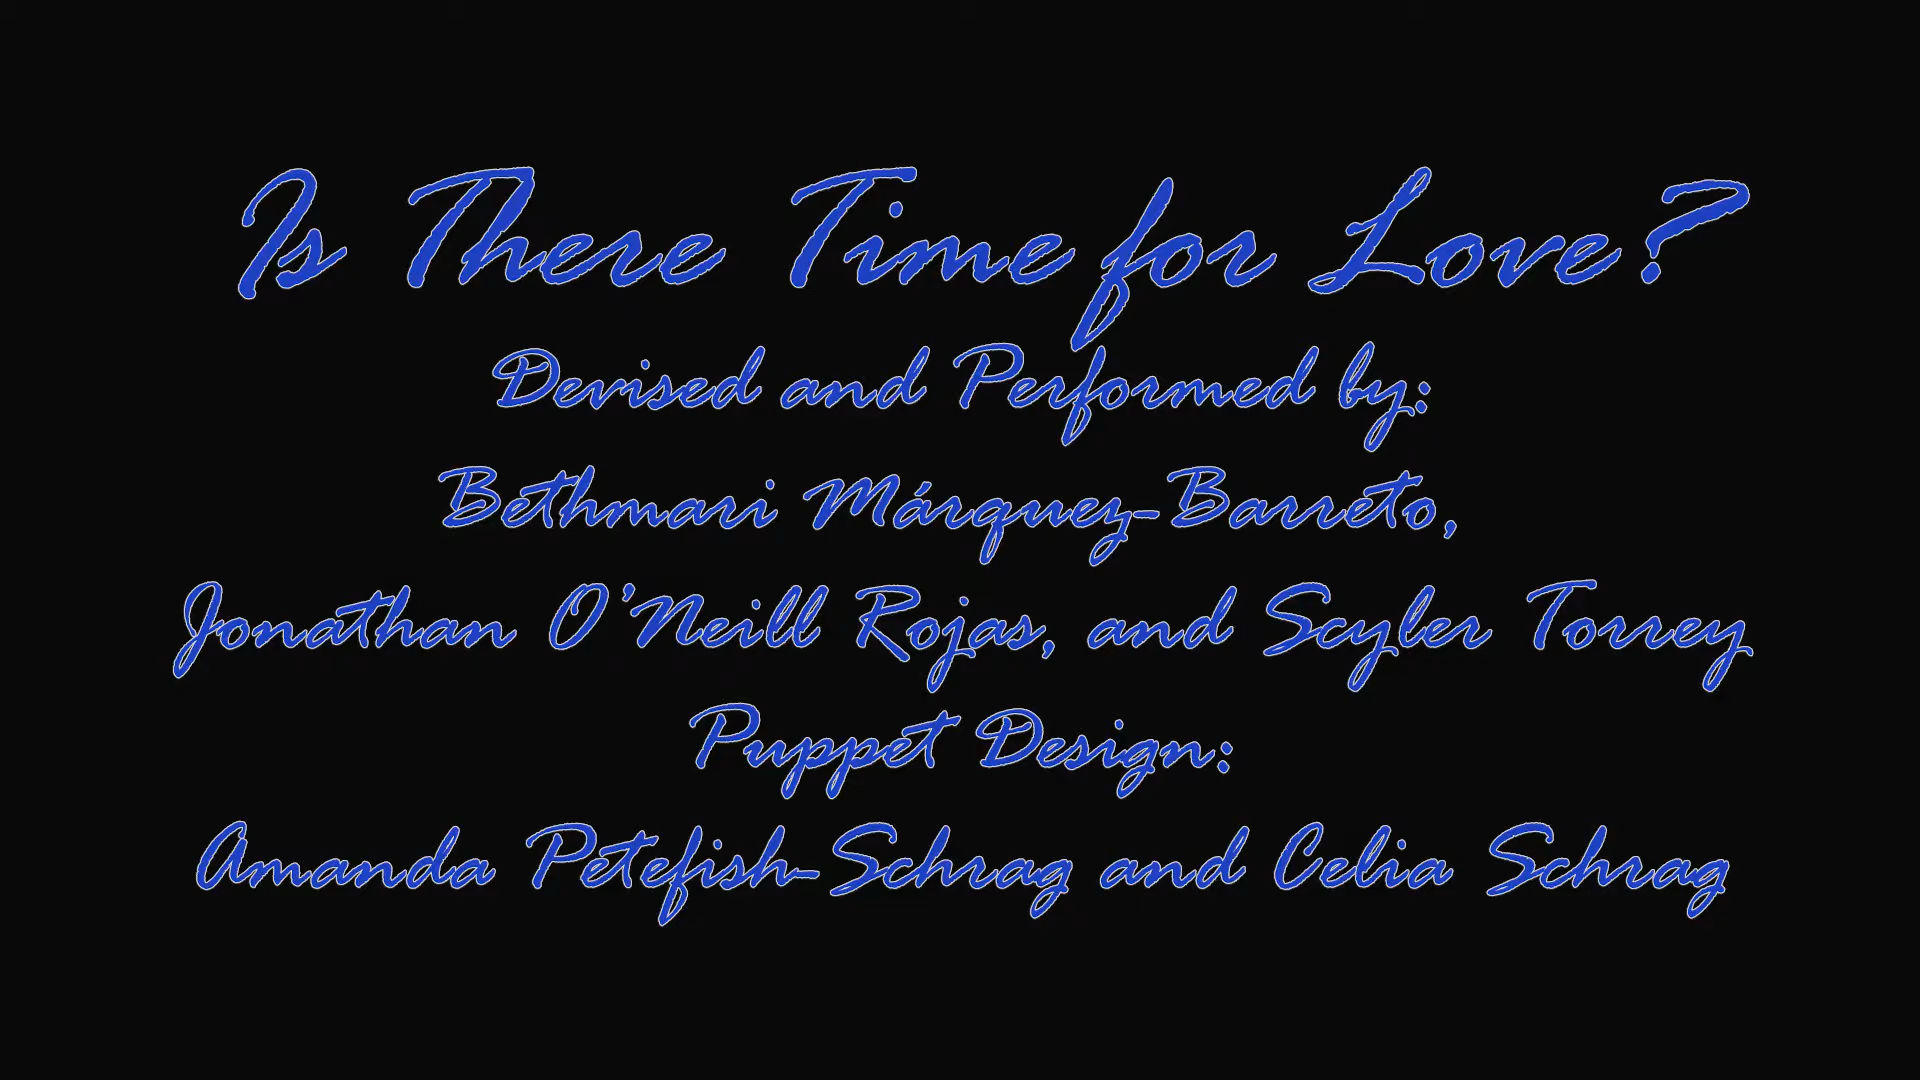 Is There Time for Love?
Devised and Performed by:
Bethmari Márquez-Barreto,
Jonathan O'Neill Rojas, and Scyler Torrey
Puppet Design:
Amanda Petefish-Schrag and Celia Schrag